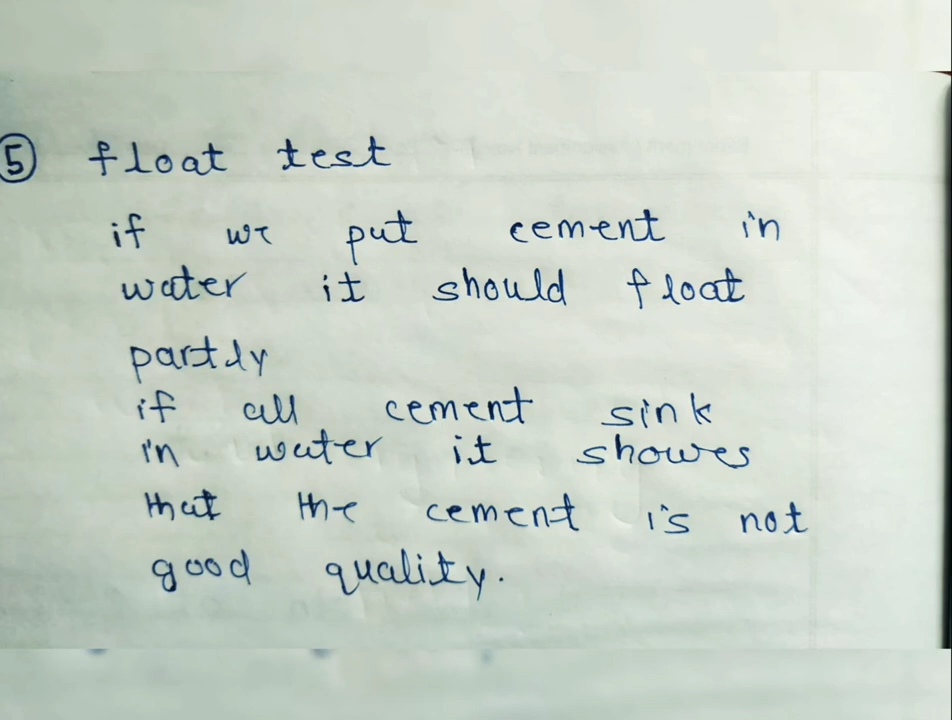 ⑤ float test
if we put cement in
water it should float
partly
if all cement sink
in water it showes
that the cement is not
good quality.